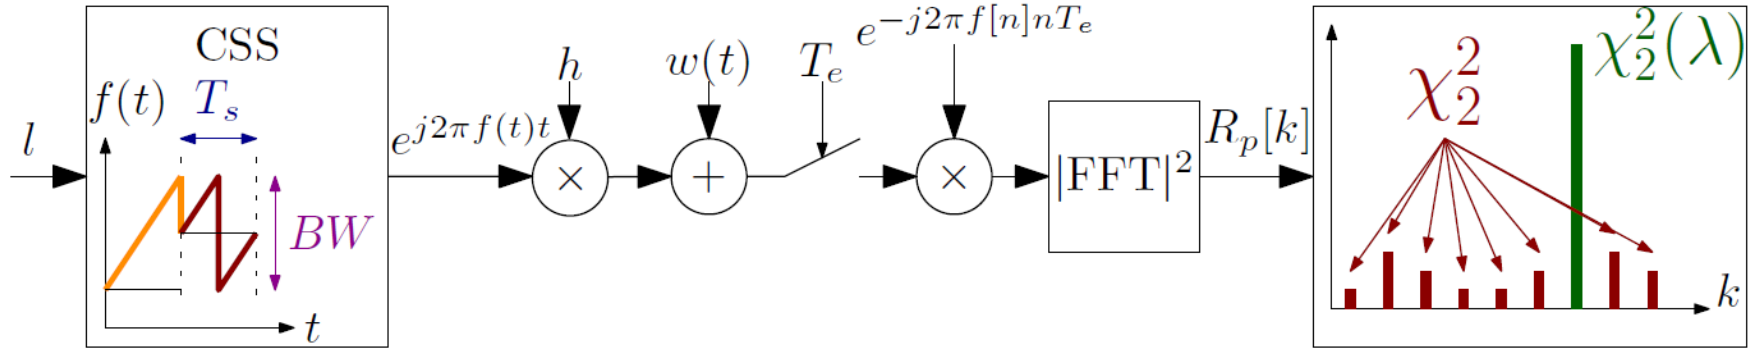 l
CSS
f(t)
T_s
BW
t
e^{j2πf(t)t}
h
×
w(t)
+
T_e
e^{-j2πf[n]nT_e}
×
|FFT|^2
R_p[k]
χ_2^2
χ_2^2(λ)
k